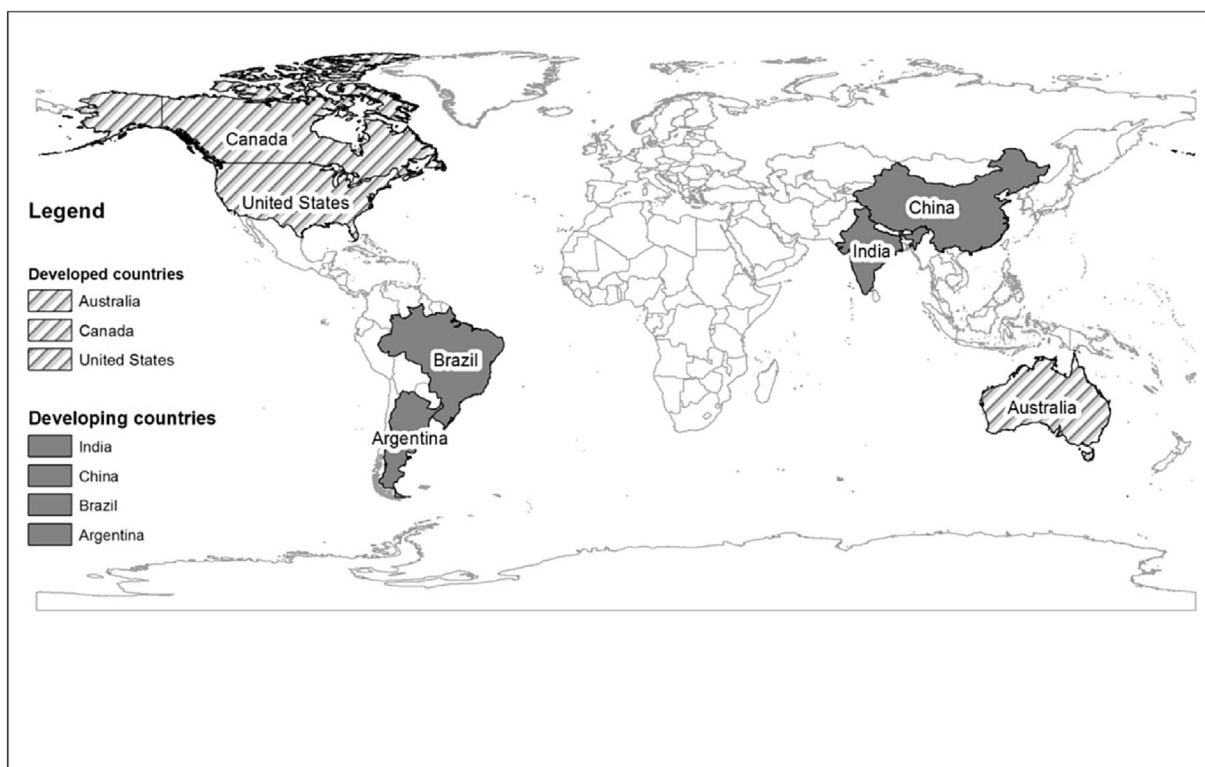 Canada
United States
Legend
China
India
Developed countries
Australia
Canada
United States
Brazil
Australia
Developing countries
Argentina
India
China
Brazil
Argentina